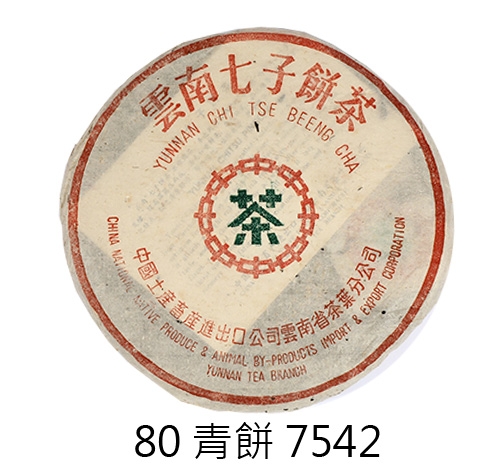 雲南七子餅茶
YUNNAN CHI TSE BEENG CHA
茶
中國土產畜產進出口公司雲南省茶葉分公司
CHINA NATIONAL NATIVE PRODUCE & ANIMAL BY-PRODUCTS IMPORT & EXPORT CORPORATION
YUNNAN TEA BRANCH
80 青餅 7542